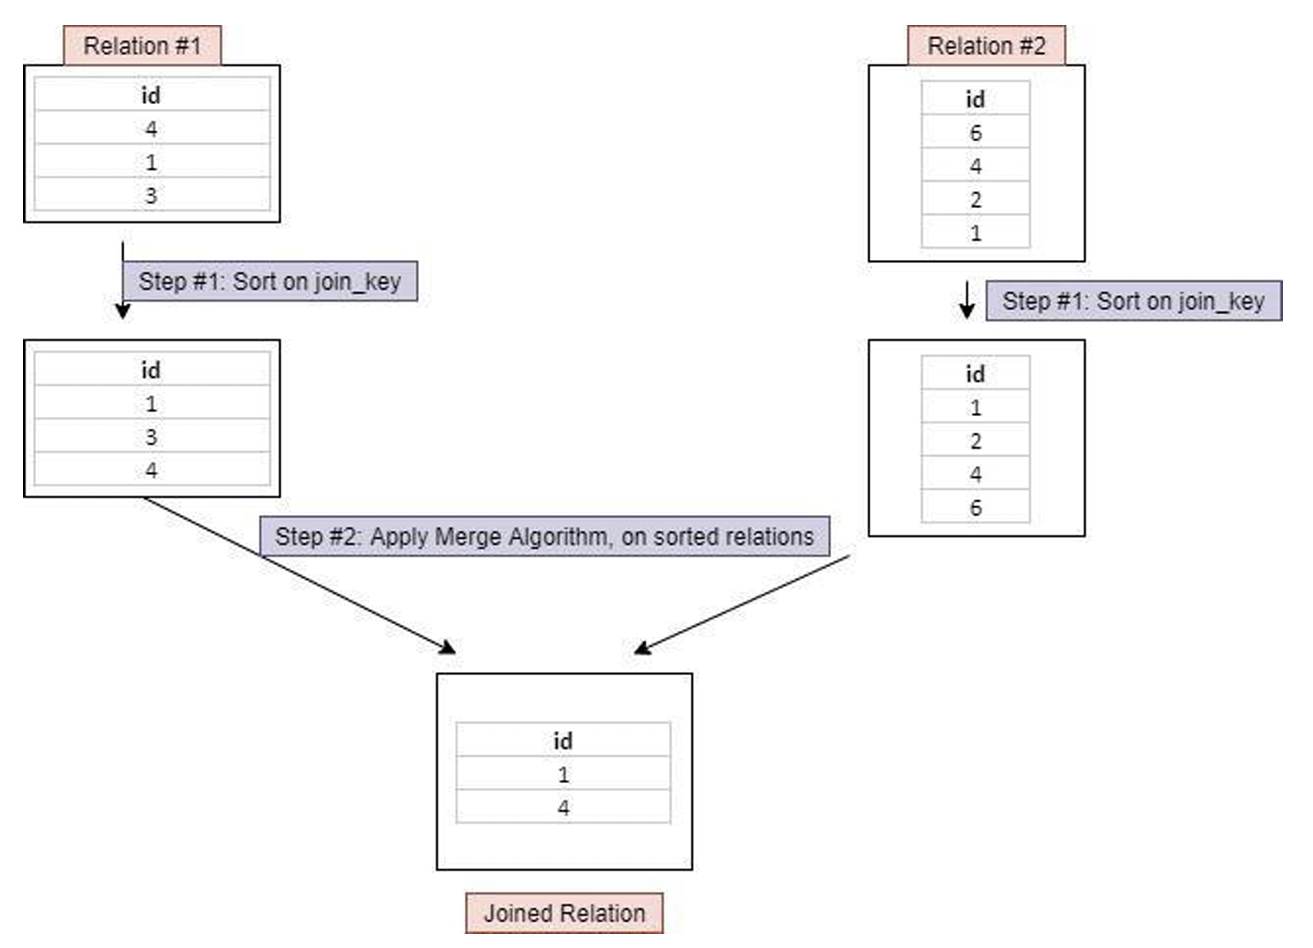 Relation #1
id
4
1
3
Relation #2
id
6
4
2
1
Step #1: Sort on join_key
Step #1: Sort on join_key
id
1
3
4
id
1
2
4
6
Step #2: Apply Merge Algorithm, on sorted relations
id
1
4
Joined Relation